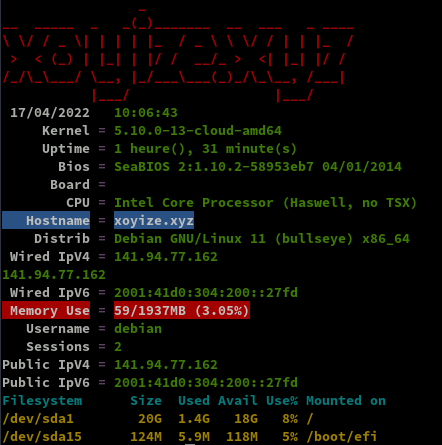 xoyize.xyz
17/04/2022 10:06:43
Kernel = 5.10.0-13-cloud-amd64
Uptime = 1 heure(), 31 minute(s)
Bios = SeaBIOS 2:1.10.2-58953eb7 04/01/2014
Board =
CPU = Intel Core Processor (Haswell, no TSX)
Hostname = xoyize.xyz
Distrib = Debian GNU/Linux 11 (bullseye) x86_64
Wired IpV4 = 141.94.77.162
141.94.77.162
Wired IpV6 = 2001:41d0:304:200::27fd
Memory Use = 59/1937MB (3.05%)
Username = debian
Sessions = 2
Public IpV4 = 141.94.77.162
Public IpV6 = 2001:41d0:304:200::27fd
Filesystem Size Used Avail Use% Mounted on
/dev/sda1 20G 1.4G 18G 8% /
/dev/sda15 124M 5.9M 118M 5% /boot/efi